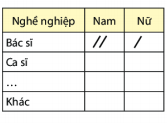 Nghề nghiệp Nam Nữ
Bác sĩ // /
Ca sĩ
...
Khác